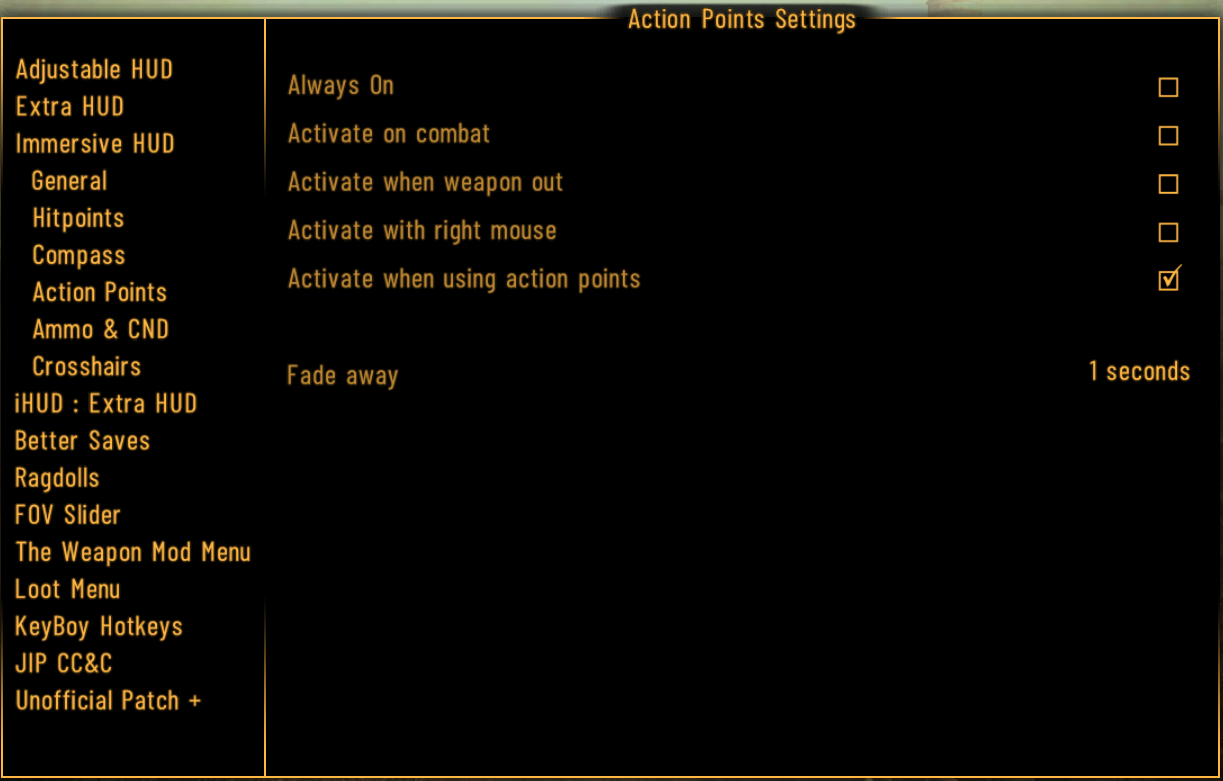 Action Points Settings
Adjustable HUD
Extra HUD
Immersive HUD
General
Hitpoints
Compass
Action Points
Ammo & CND
Crosshairs
iHUD : Extra HUD
Better Saves
Ragdolls
FOV Slider
The Weapon Mod Menu
Loot Menu
KeyBoy Hotkeys
JIP CC&C
Unofficial Patch +
Always On
Activate on combat
Activate when weapon out
Activate with right mouse
Activate when using action points
Fade away 1 seconds